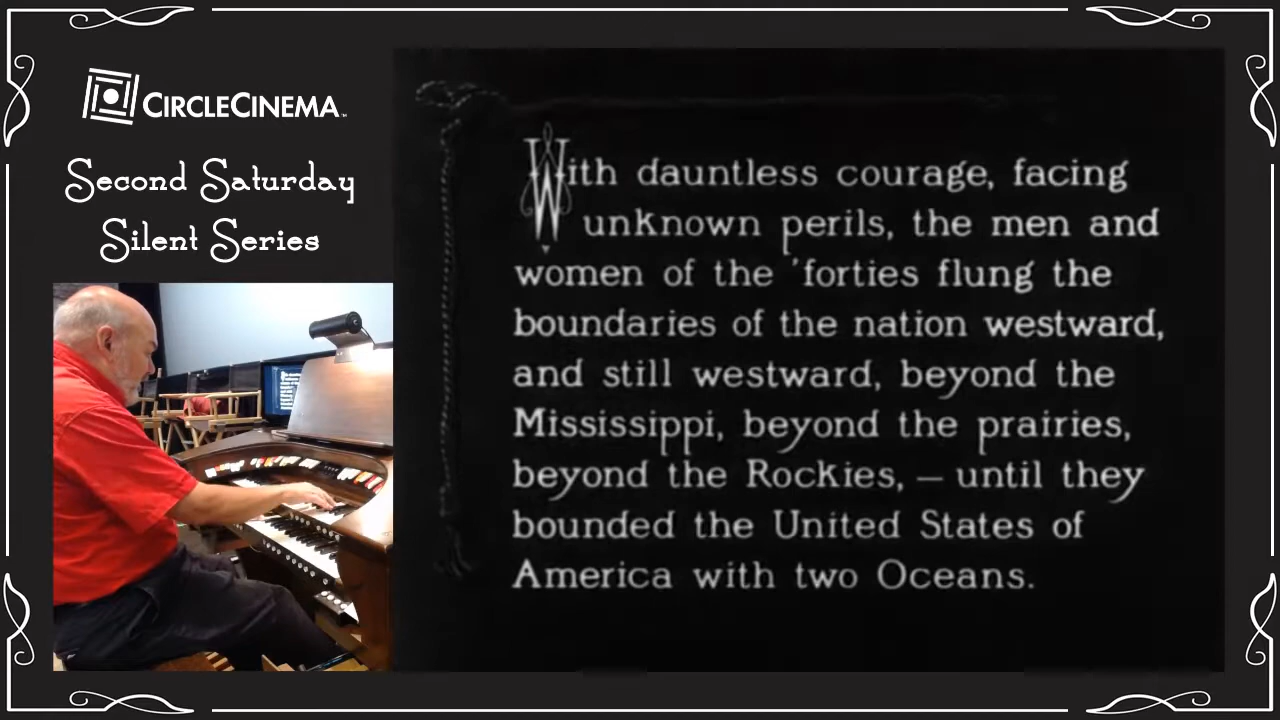 CIRCLECINEMA™
Second Saturday
Silent Series
With dauntless courage, facing
unknown perils, the men and
women of the 'forties flung the
boundaries of the nation westward,
and still westward, beyond the
Mississippi, beyond the prairies,
beyond the Rockies, — until they
bounded the United States of
America with two Oceans.